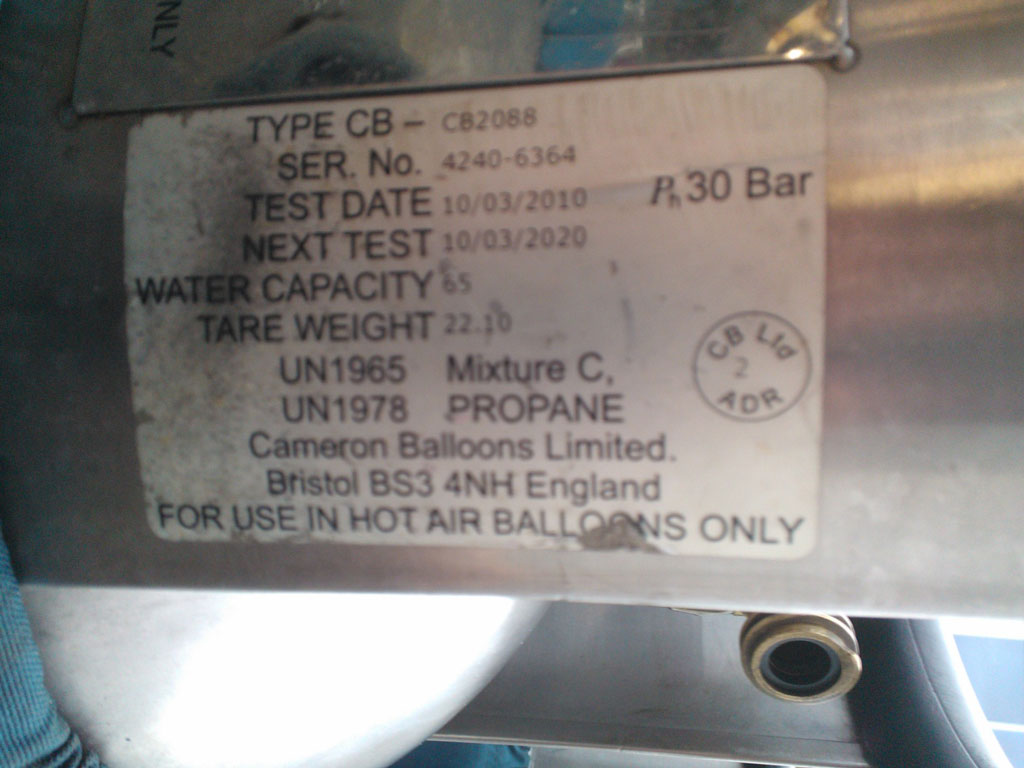 ONLY
TYPE CB - CB2088
SER. No. 4240-6364
TEST DATE 10/03/2010
Ph 30 Bar
NEXT TEST 10/03/2020
WATER CAPACITY 65
TARE WEIGHT 22.10
CB Ltd
2
ADR
UN1965 Mixture C,
UN1978 PROPANE
Cameron Balloons Limited.
Bristol BS3 4NH England
FOR USE IN HOT AIR BALLOONS ONLY